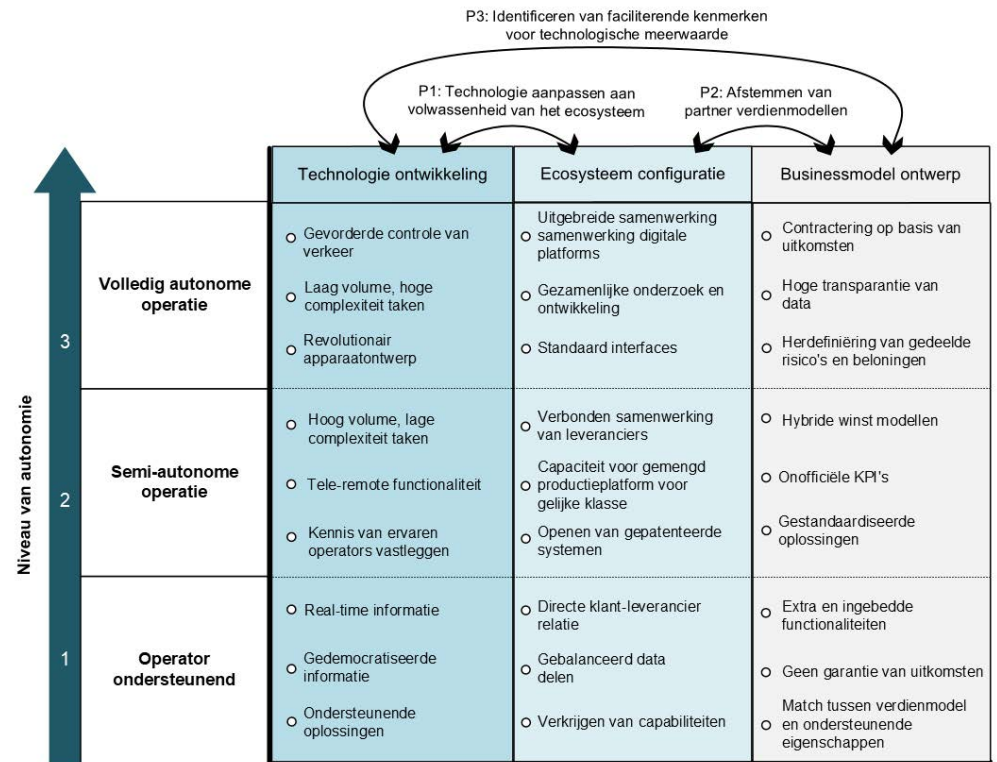 P3: Identificeren van faciliterende kenmerken
voor technologische meerwaarde
P1: Technologie aanpassen aan
volwassenheid van het ecosysteem
P2: Afstemmen van
partner verdienmodellen
Technologie ontwikkeling
Ecosysteem configuratie
Businessmodel ontwerp
Niveau van autonomie
3
Volledig autonome
operatie
Gevorderde controle van
verkeer
Laag volume, hoge
complexiteit taken
Revolutionair
apparaatontwerp
Uitgebreide samenwerking
samenwerking digitale
platforms
Gezamenlijke onderzoek en
ontwikkeling
Standaard interfaces
Contractering op basis van
uitkomsten
Hoge transparantie van
data
Herdefiniëring van gedeelde
risico's en beloningen
2
Semi-autonome
operatie
Hoog volume, lage
complexiteit taken
Tele-remote functionaliteit
Kennis van ervaren
operators vastleggen
Verbonden samenwerking
van leveranciers
Capaciteit voor gemengd
productieplatform voor
gelijke klasse
Openen van gepatenteerde
systemen
Hybride winst modellen
Onofficiële KPI's
Gestandaardiseerde
oplossingen
1
Operator
ondersteunend
Real-time informatie
Gedemocratiseerde
informatie
Ondersteunende
oplossingen
Directe klant-leverancier
relatie
Gebalanceerd data
delen
Verkrijgen van capabiliteiten
Extra en ingebedde
functionaliteiten
Geen garantie van uitkomsten
Match tussen verdienmodel
en ondersteunende
eigenschappen